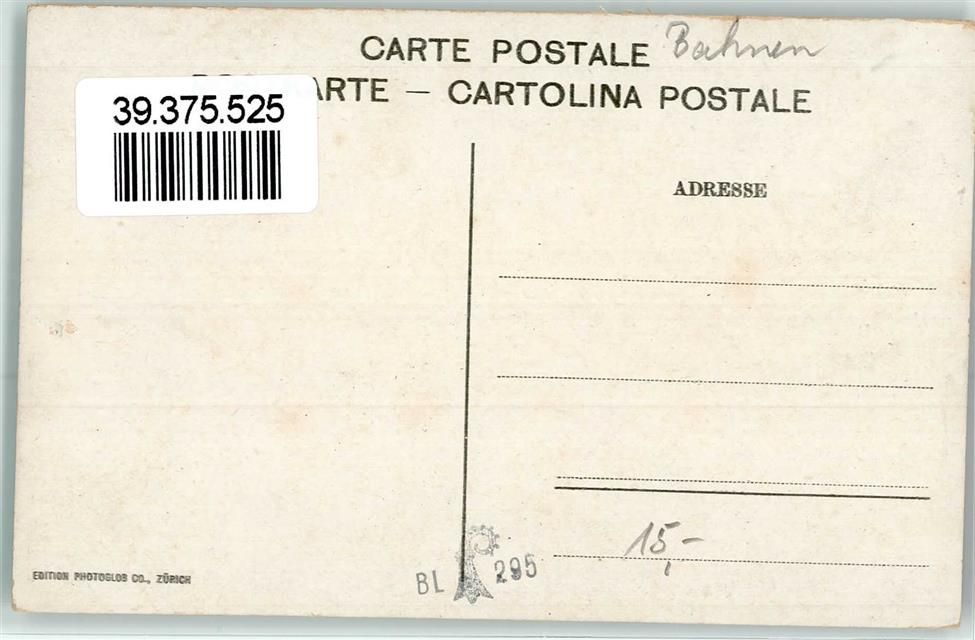 CARTE POSTALE Bahnen
ARTE — CARTOLINA POSTALE
39.375.525
ADRESSE
15,-
BL 295
EDITION PHOTOGLOB CO., ZÜRICH